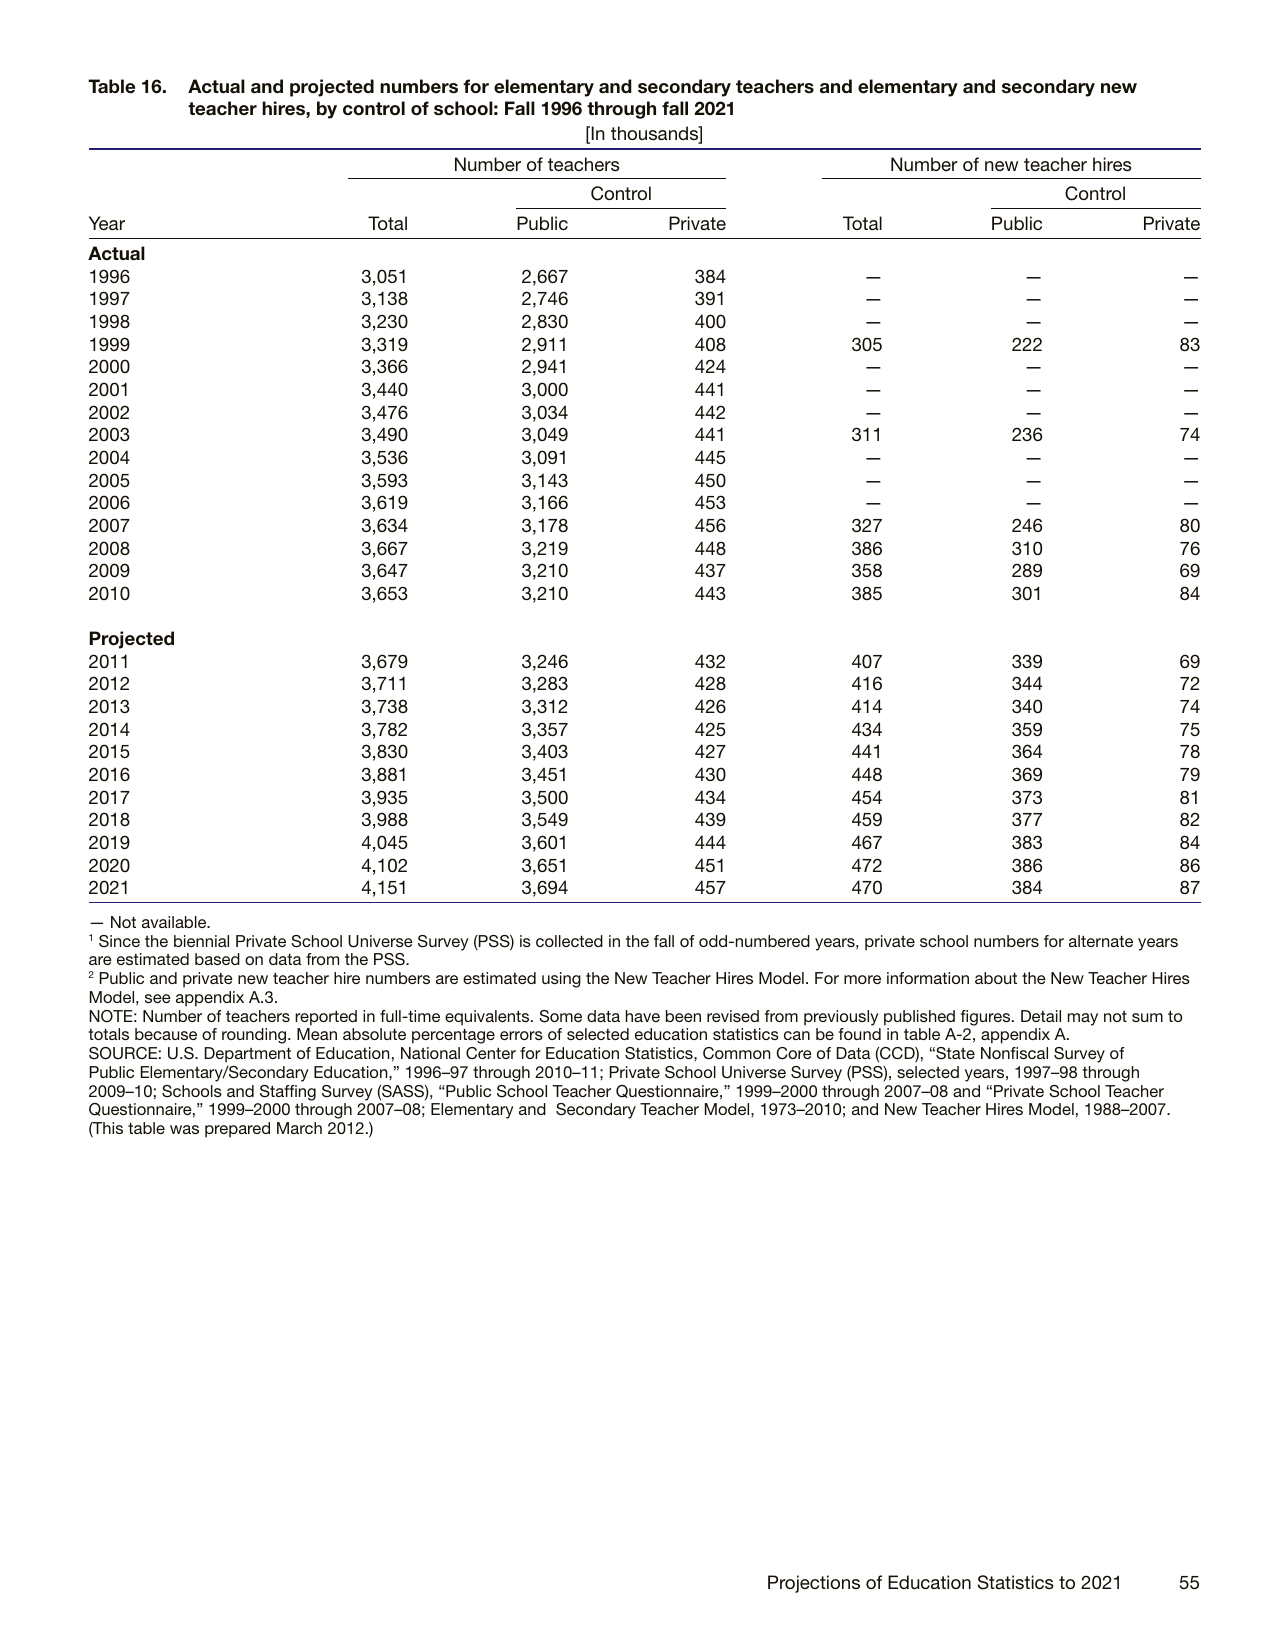 Table 16. Actual and projected numbers for elementary and secondary teachers and elementary and secondary new
teacher hires, by control of school: Fall 1996 through fall 2021
[In thousands]
Number of teachers Number of new teacher hires
Control Control
Year Total Public Private Total Public Private
Actual
1996 3,051 2,667 384 — — —
1997 3,138 2,746 391 — — —
1998 3,230 2,830 400 — — —
1999 3,319 2,911 408 305 222 83
2000 3,366 2,941 424 — — —
2001 3,440 3,000 441 — — —
2002 3,476 3,034 442 — — —
2003 3,490 3,049 441 311 236 74
2004 3,536 3,091 445 — — —
2005 3,593 3,143 450 — — —
2006 3,619 3,166 453 — — —
2007 3,634 3,178 456 327 246 80
2008 3,667 3,219 448 386 310 76
2009 3,647 3,210 437 358 289 69
2010 3,653 3,210 443 385 301 84
Projected
2011 3,679 3,246 432 407 339 69
2012 3,711 3,283 428 416 344 72
2013 3,738 3,312 426 414 340 74
2014 3,782 3,357 425 434 359 75
2015 3,830 3,403 427 441 364 78
2016 3,881 3,451 430 448 369 79
2017 3,935 3,500 434 454 373 81
2018 3,988 3,549 439 459 377 82
2019 4,045 3,601 444 467 383 84
2020 4,102 3,651 451 472 386 86
2021 4,151 3,694 457 470 384 87
— Not available.
¹ Since the biennial Private School Universe Survey (PSS) is collected in the fall of odd-numbered years, private school numbers for alternate years
are estimated based on data from the PSS.
² Public and private new teacher hire numbers are estimated using the New Teacher Hires Model. For more information about the New Teacher Hires
Model, see appendix A.3.
NOTE: Number of teachers reported in full-time equivalents. Some data have been revised from previously published figures. Detail may not sum to
totals because of rounding. Mean absolute percentage errors of selected education statistics can be found in table A-2, appendix A.
SOURCE: U.S. Department of Education, National Center for Education Statistics, Common Core of Data (CCD), “State Nonfiscal Survey of
Public Elementary/Secondary Education,” 1996–97 through 2010–11; Private School Universe Survey (PSS), selected years, 1997–98 through
2009–10; Schools and Staffing Survey (SASS), “Public School Teacher Questionnaire,” 1999–2000 through 2007–08 and “Private School Teacher
Questionnaire,” 1999–2000 through 2007–08; Elementary and Secondary Teacher Model, 1973–2010; and New Teacher Hires Model, 1988–2007.
(This table was prepared March 2012.)
Projections of Education Statistics to 2021 55